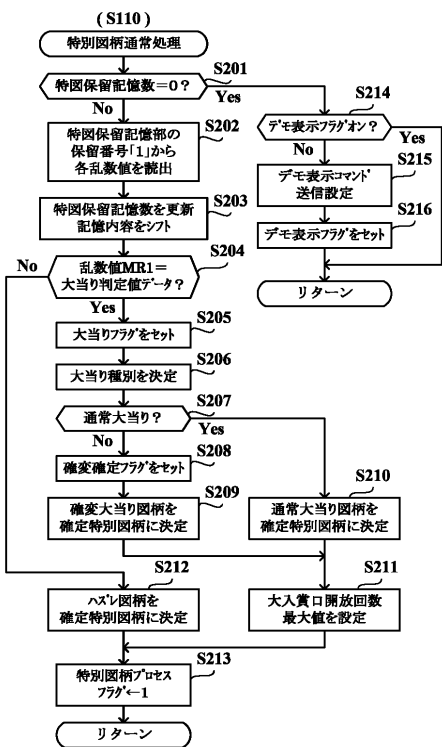 ( S110 )
特別図柄通常処理
S201
特図保留記憶数=0?
Yes
No
S202
特図保留記憶部の
保留番号「1」から
各乱数値を読出
S203
特図保留記憶数を更新
記憶内容をシフト
S204
乱数値MR1=
大当り判定値データ?
No
Yes
S205
大当りフラグをセット
S206
大当り種別を決定
S207
通常大当り?
Yes
No
S208
確変確定フラグをセット
S209
確変大当り図柄を
確定特別図柄に決定
S210
通常大当り図柄を
確定特別図柄に決定
S211
大入賞口開放回数
最大値を設定
S212
ハズレ図柄を
確定特別図柄に決定
S213
特別図柄プロセス
フラグ←1
リターン
S214
デモ表示フラグオン?
Yes
No
S215
デモ表示コマンド
送信設定
S216
デモ表示フラグをセット
リターン